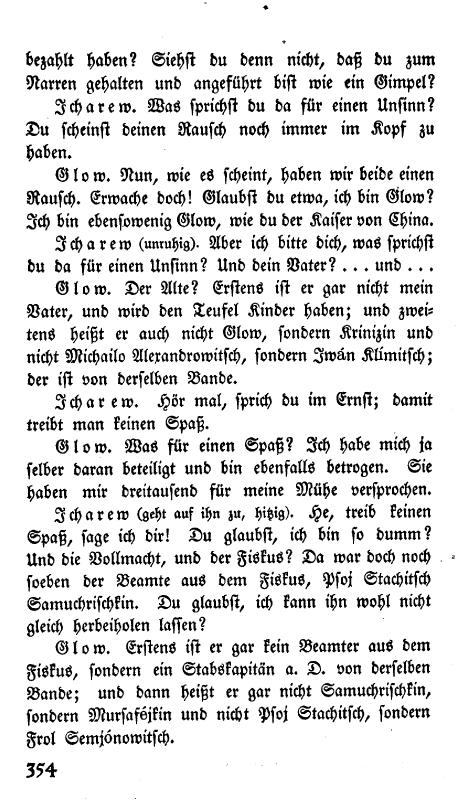 bezahlt haben? Siehst du denn nicht, daß du zum
Narren gehalten und angeführt bist wie ein Gimpel?
Icharew. Was sprichst du da für einen Unsinn?
Du scheinst deinen Rausch noch immer im Kopf zu
haben.
Glow. Nun, wie es scheint, haben wir beide einen
Rausch. Erwache doch! Glaubst du etwa, ich bin Glow?
Ich bin ebensowenig Glow, wie du der Kaiser von China.
Icharew (unruhig). Aber ich bitte dich, was sprichst
du da für einen Unsinn? Und dein Vater? ... und ...
Glow. Der Alte? Erstens ist er gar nicht mein
Vater, und wird den Teufel Kinder haben; und zwei-
tens heißt er auch nicht Glow, sondern Krinizin und
nicht Michailo Alexandrowitsch, sondern Iwán Klímitsch;
der ist von derselben Bande.
Icharew. Hör mal, sprich du im Ernst; damit
treibt man keinen Spaß.
Glow. Was für einen Spaß? Ich habe mich ja
selber daran beteiligt und bin ebenfalls betrogen. Sie
haben mir dreitausend für meine Mühe versprochen.
Icharew (geht auf ihn zu, hitzig). He, treib keinen
Spaß, sage ich dir! Du glaubst, ich bin so dumm?
Und die Vollmacht, und der Fiskus? Da war doch noch
soeben der Beamte aus dem Fiskus, Psoj Stachitsch
Samuchrischkin. Du glaubst, ich kann ihn wohl nicht
gleich herbeiholen lassen?
Glow. Erstens ist er gar kein Beamter aus dem
Fiskus, sondern ein Stabskapitän a. D. von derselben
Bande; und dann heißt er gar nicht Samuchrischkin,
sondern Mursaféjkin und nicht Psoj Stachitsch, sondern
Frol Semjónowitsch.
354